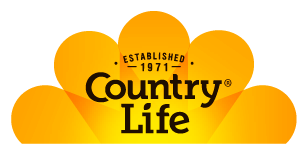 · ESTABLISHED ·
– 1971 –
Country®
Life